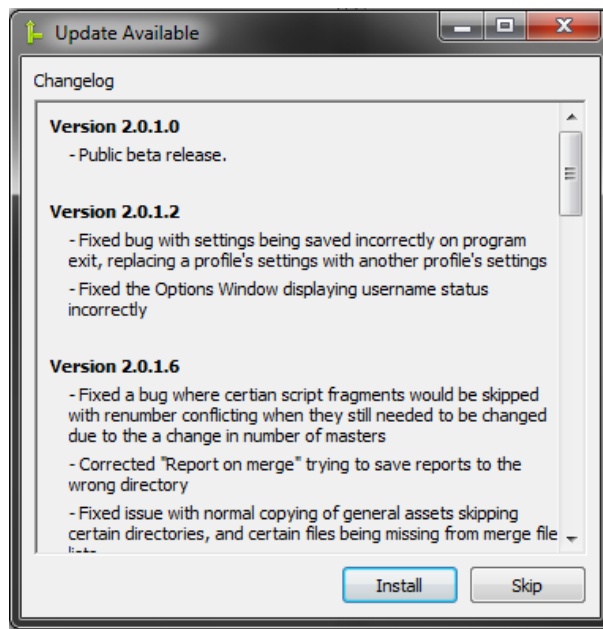 Update Available
Changelog
Version 2.0.1.0
- Public beta release.
Version 2.0.1.2
- Fixed bug with settings being saved incorrectly on program
exit, replacing a profile's settings with another profile's settings
- Fixed the Options Window displaying username status
incorrectly
Version 2.0.1.6
- Fixed a bug where certian script fragments would be skipped
with renumber conflicting when they still needed to be changed
due to the a change in number of masters
- Corrected "Report on merge" trying to save reports to the
wrong directory
- Fixed issue with normal copying of general assets skipping
certain directories, and certain files being missing from merge file
Install
Skip